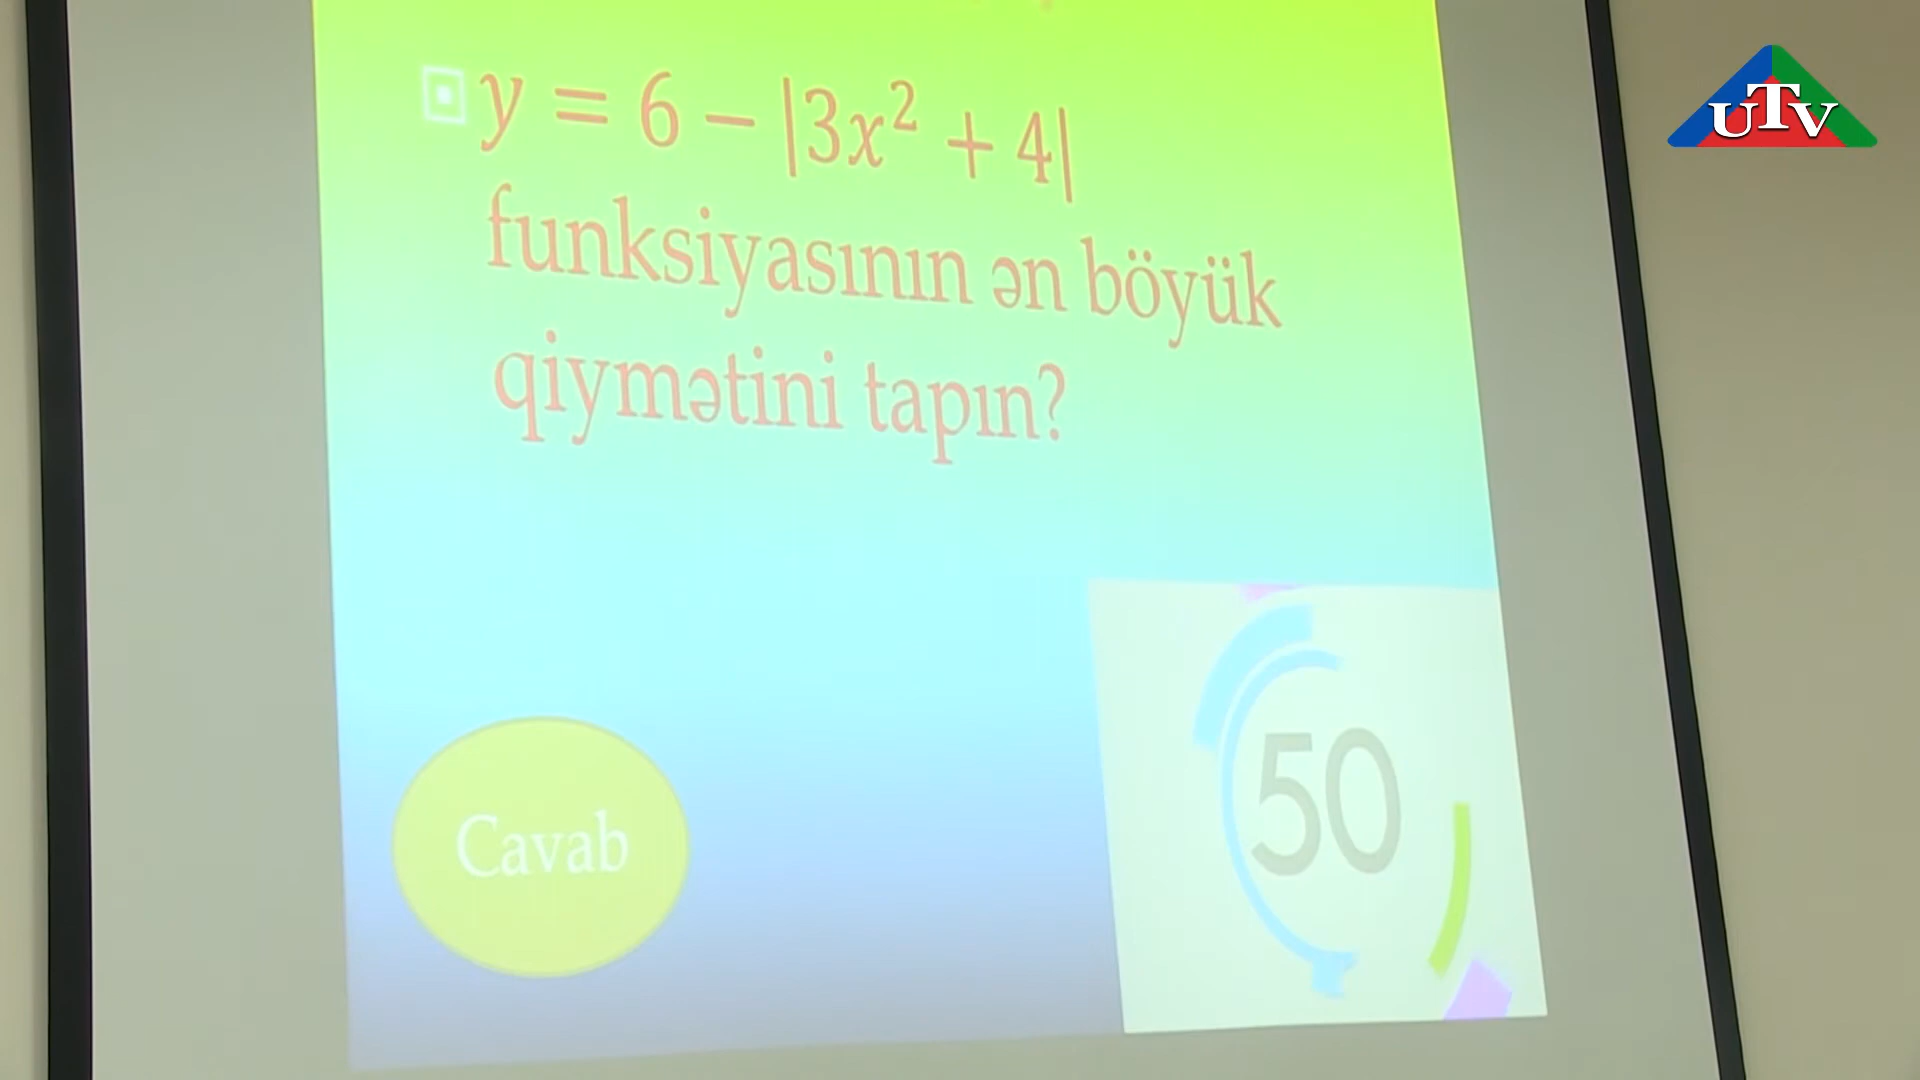 UTV
y = 6 − |3x² + 4|
funksiyasının ən böyük
qiymətini tapın?
Cavab
50